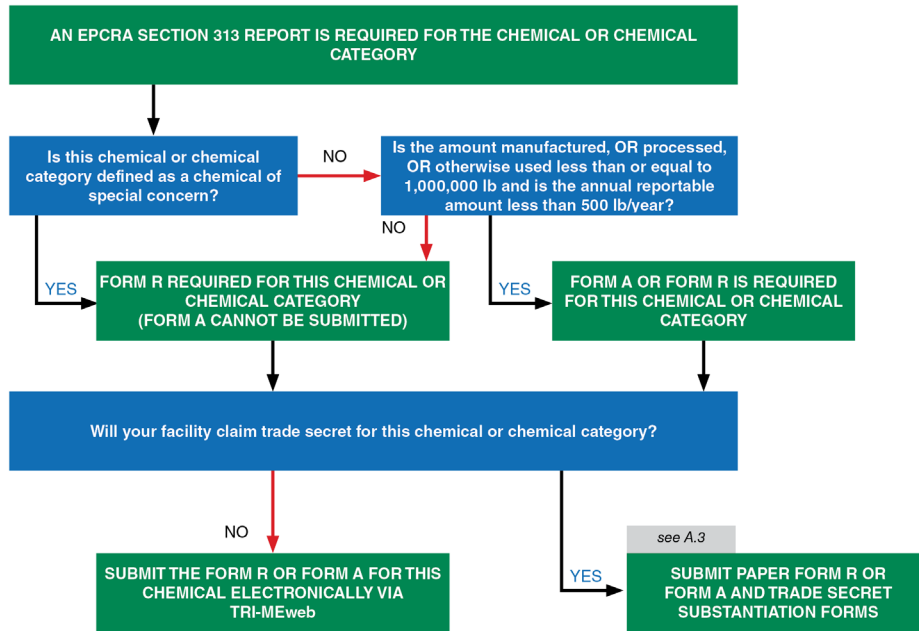 AN EPCRA SECTION 313 REPORT IS REQUIRED FOR THE CHEMICAL OR CHEMICAL
CATEGORY
Is this chemical or chemical
category defined as a chemical of
special concern?
NO
Is the amount manufactured, OR processed,
OR otherwise used less than or equal to
1,000,000 lb and is the annual reportable
amount less than 500 lb/year?
NO
YES
FORM R REQUIRED FOR THIS CHEMICAL OR
CHEMICAL CATEGORY
(FORM A CANNOT BE SUBMITTED)
YES
FORM A OR FORM R IS REQUIRED
FOR THIS CHEMICAL OR CHEMICAL
CATEGORY
Will your facility claim trade secret for this chemical or chemical category?
NO
SUBMIT THE FORM R OR FORM A FOR THIS
CHEMICAL ELECTRONICALLY VIA
TRI-MEweb
YES
see A.3
SUBMIT PAPER FORM R OR
FORM A AND TRADE SECRET
SUBSTANTIATION FORMS